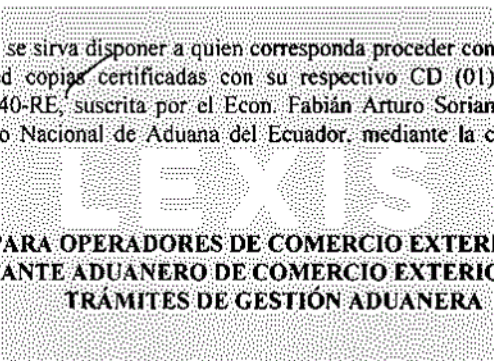 se sirva disponer a quien corresponda proceder con
copias certificadas con su respectivo CD (01)
40-RE, suscrita por el Econ. Fabián Arturo Sorian
o Nacional de Aduana del Ecuador, mediante la c
LEXIS
PARA OPERADORES DE COMERCIO EXTERI
ANTE ADUANERO DE COMERCIO EXTERIO
TRÁMITES DE GESTIÓN ADUANERA